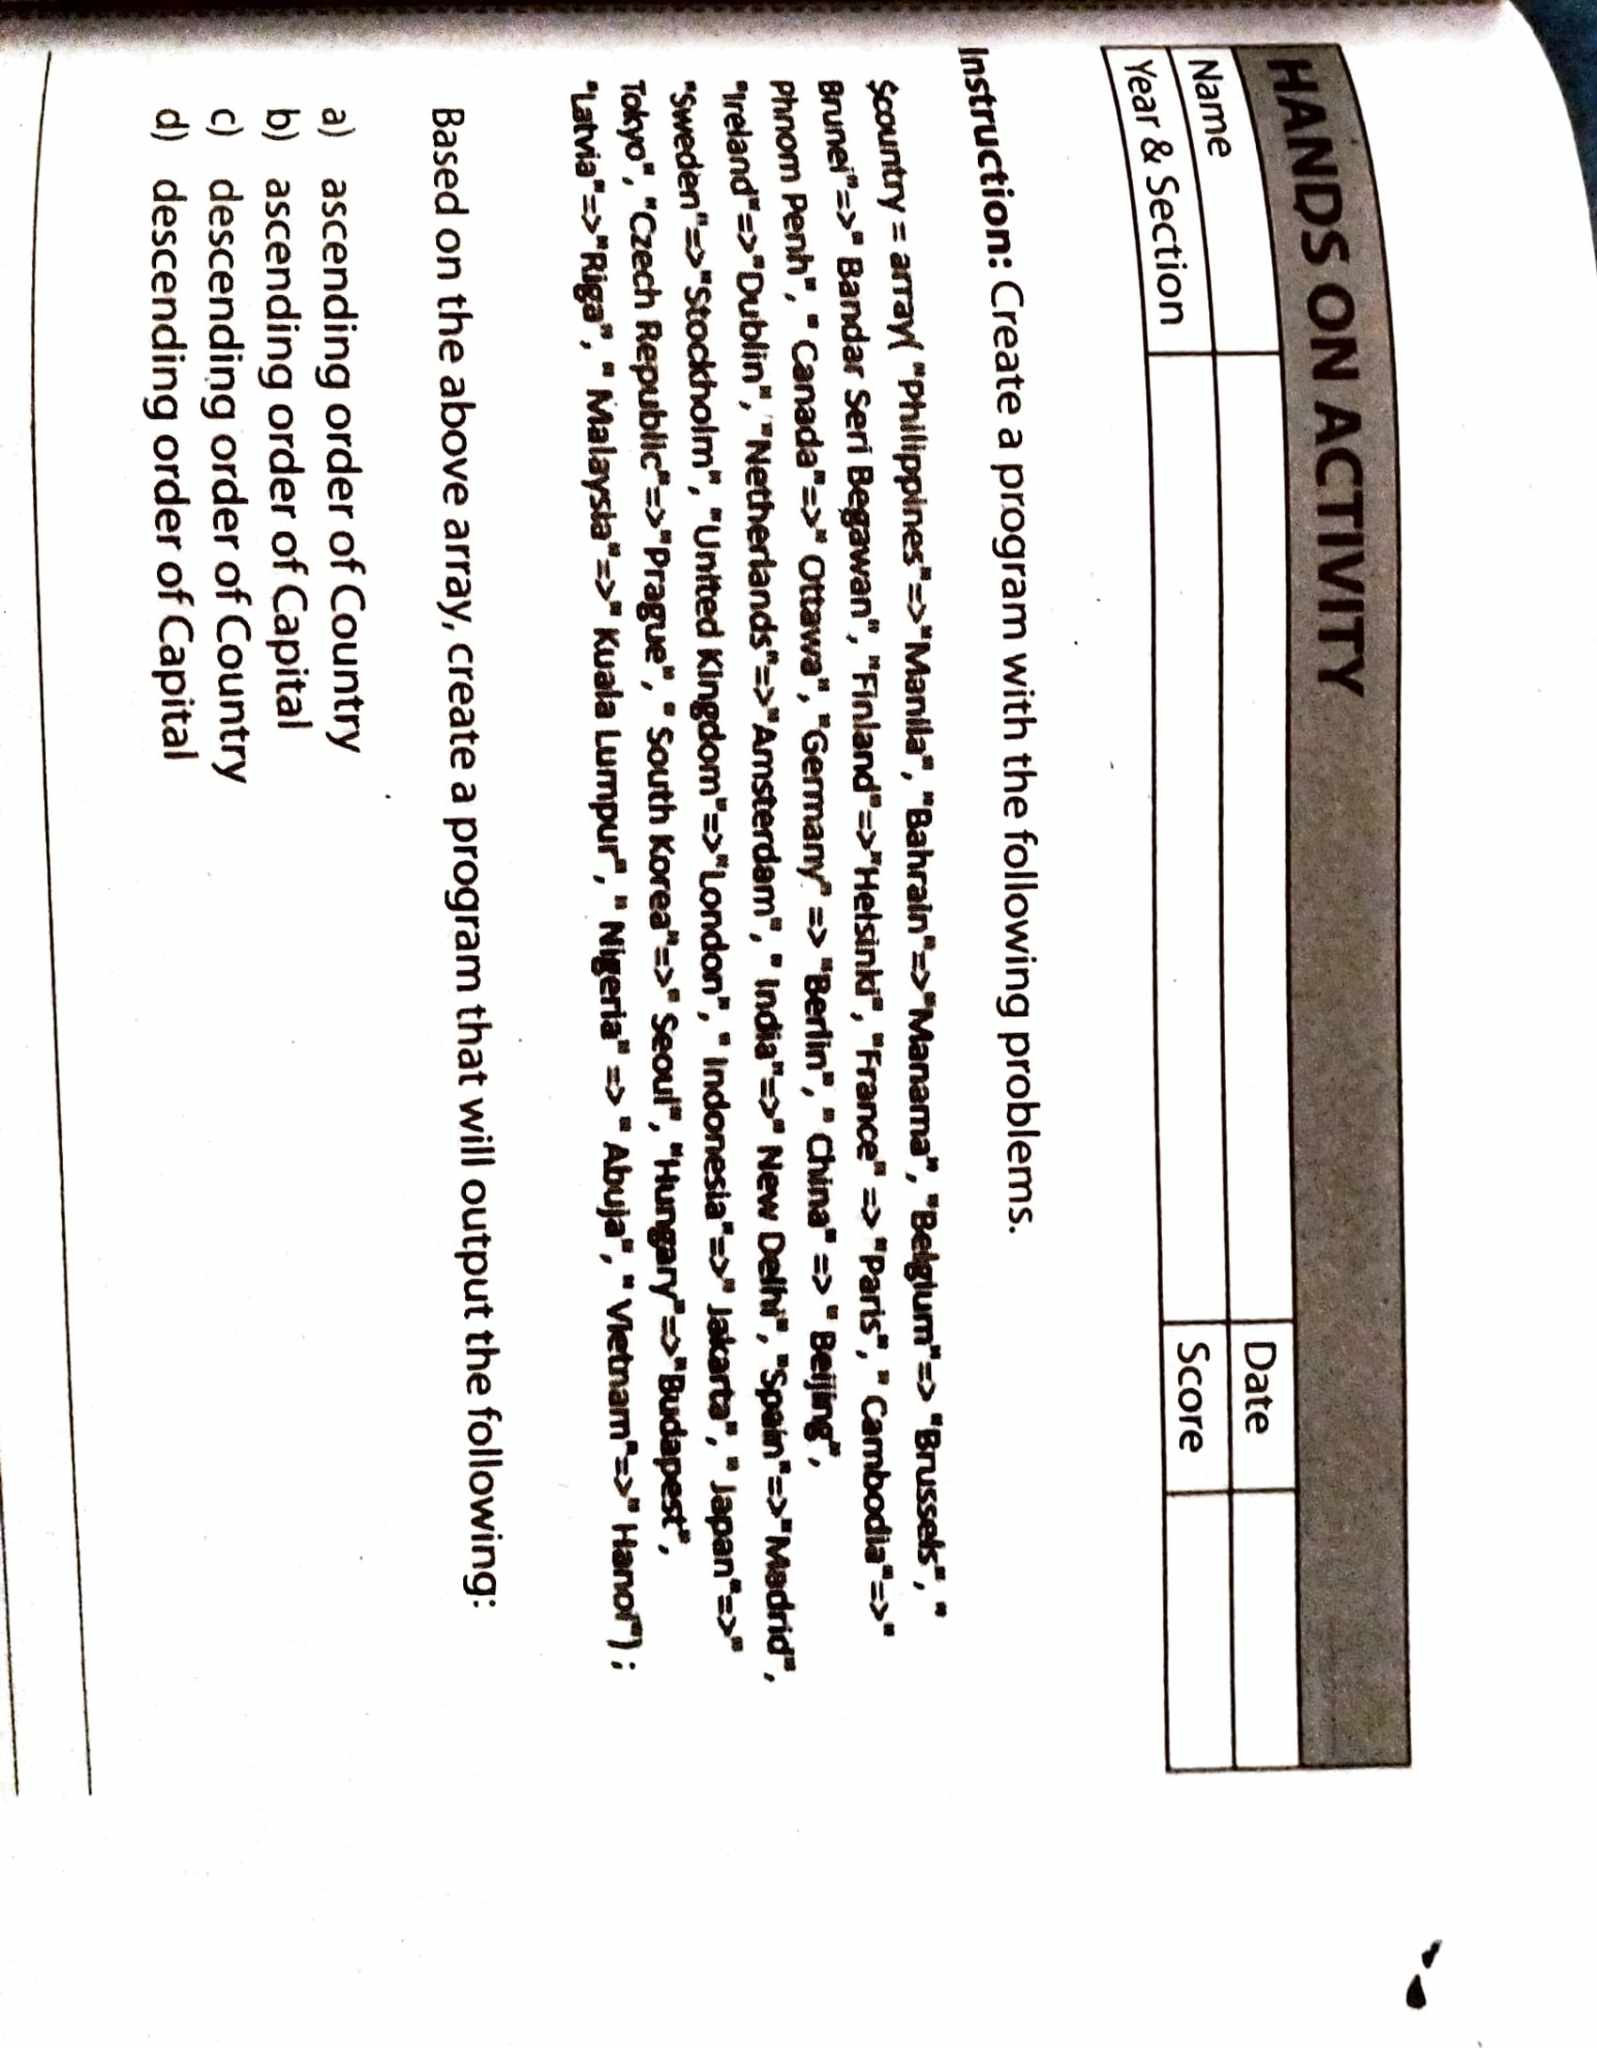 HANDS ON ACTIVITY
Name
Date
Year & Section
Score
Instruction: Create a program with the following problems.
$country = array( "Philippines"=>"Manila", "Bahrain"=>"Manama", "Belgium"=> "Brussels", "
Brunei"=>" Bandar Seri Begawan", "Finland"=>"Helsinki", "France" => "Paris", " Cambodia"=>"
Phnom Penh", " Canada"=>" Ottawa", "Germany" => "Berlin", " China" => " Beijing",
"Ireland"=>"Dublin", "Netherlands"=>"Amsterdam", " India"=>" New Delhi", "Spain"=>"Madrid",
"Sweden"=>"Stockholm", "United Kingdom"=>"London", " Indonesia"=>" Jakarta", " Japan"=>"
Tokyo", "Czech Republic"=>"Prague", " South Korea"=>" Seoul", "Hungary"=>"Budapest",
"Latvia"=>"Riga", " Malaysia"=>" Kuala Lumpur", " Nigeria" => " Abuja", " Vietnam"=>" Hanoi") ;
Based on the above array, create a program that will output the following:
a) ascending order of Country
b) ascending order of Capital
c) descending order of Country
d) descending order of Capital